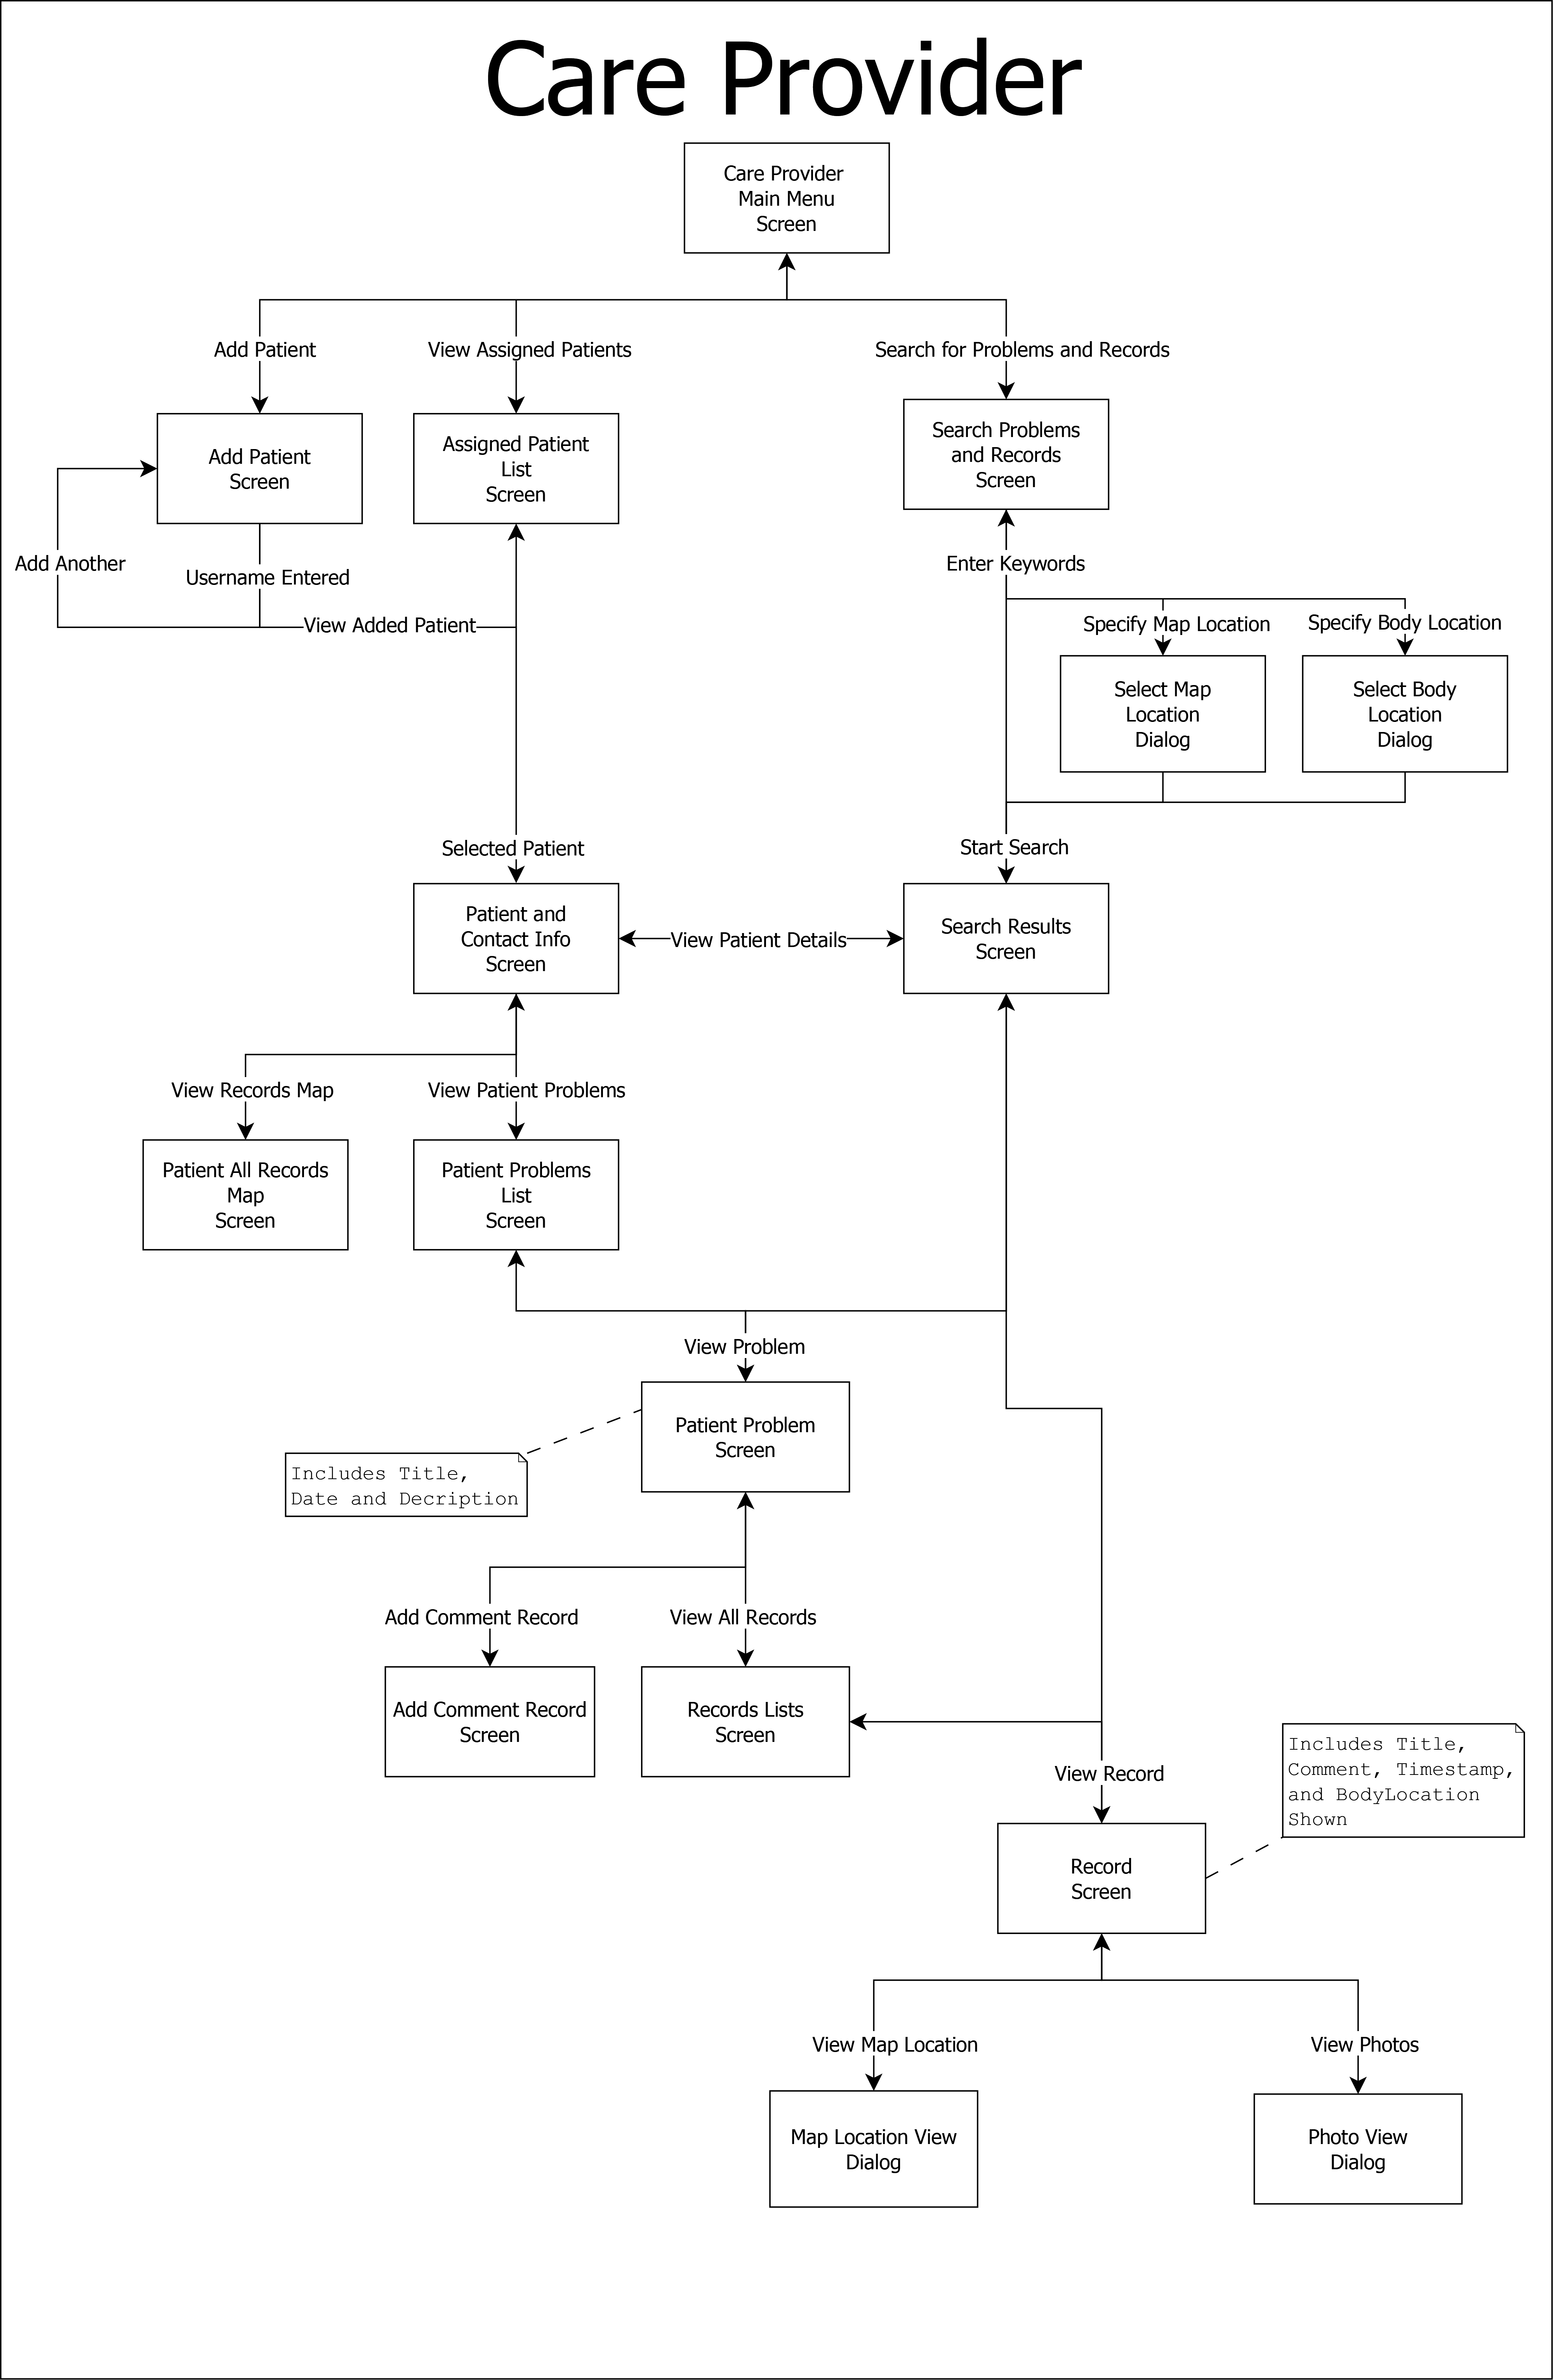 Care Provider
Care Provider
Main Menu
Screen
Add Patient
View Assigned Patients
Search for Problems and Records
Add Patient
Screen
Assigned Patient
List
Screen
Search Problems
and Records
Screen
Add Another
Username Entered
View Added Patient
Enter Keywords
Specify Map Location
Specify Body Location
Select Map
Location
Dialog
Select Body
Location
Dialog
Selected Patient
Start Search
Patient and
Contact Info
Screen
View Patient Details
Search Results
Screen
View Records Map
View Patient Problems
Patient All Records
Map
Screen
Patient Problems
List
Screen
View Problem
Patient Problem
Screen
Includes Title,
Date and Decription
Add Comment Record
View All Records
Add Comment Record
Screen
Records Lists
Screen
View Record
Includes Title,
Comment, Timestamp,
and BodyLocation
Shown
Record
Screen
View Map Location
View Photos
Map Location View
Dialog
Photo View
Dialog